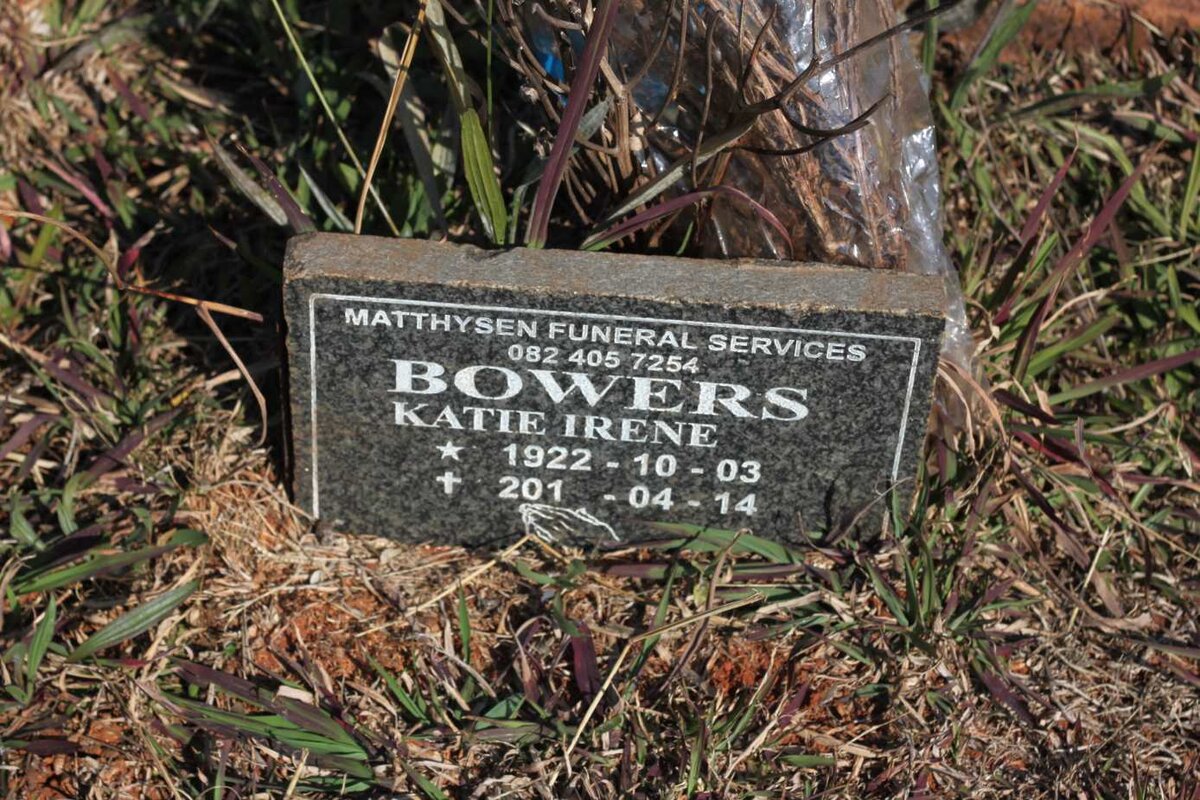 MATTHYSEN FUNERAL SERVICES
082 405 7254
BOWERS
KATIE IRENE
★ 1922 - 10 - 03
✝ 201 - 04 - 14